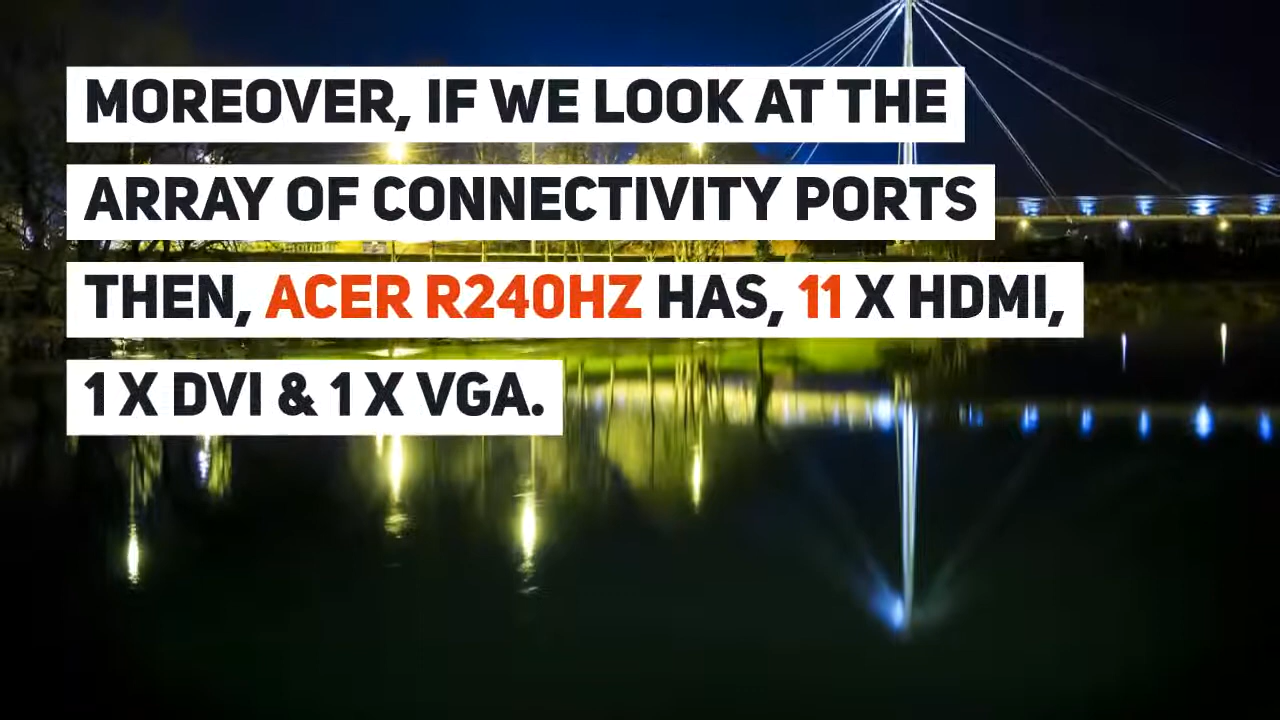 MOREOVER, IF WE LOOK AT THE
ARRAY OF CONNECTIVITY PORTS
THEN, ACER R240HZ HAS, 11 X HDMI,
1 X DVI & 1 X VGA.